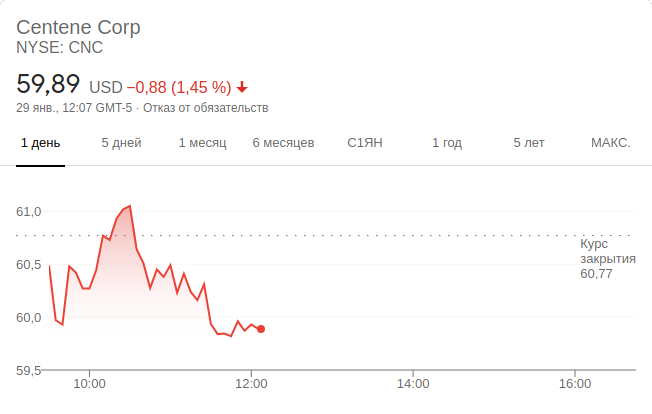 Centene Corp
NYSE: CNC
59,89 USD −0,88 (1,45 %)
29 янв., 12:07 GMT-5 · Отказ от обязательств
1 день 5 дней 1 месяц 6 месяцев С1ЯН 1 год 5 лет МАКС.
61,0
Курс
закрытия
60,77
60,5
60,0
59,5
10:00 12:00 14:00 16:00